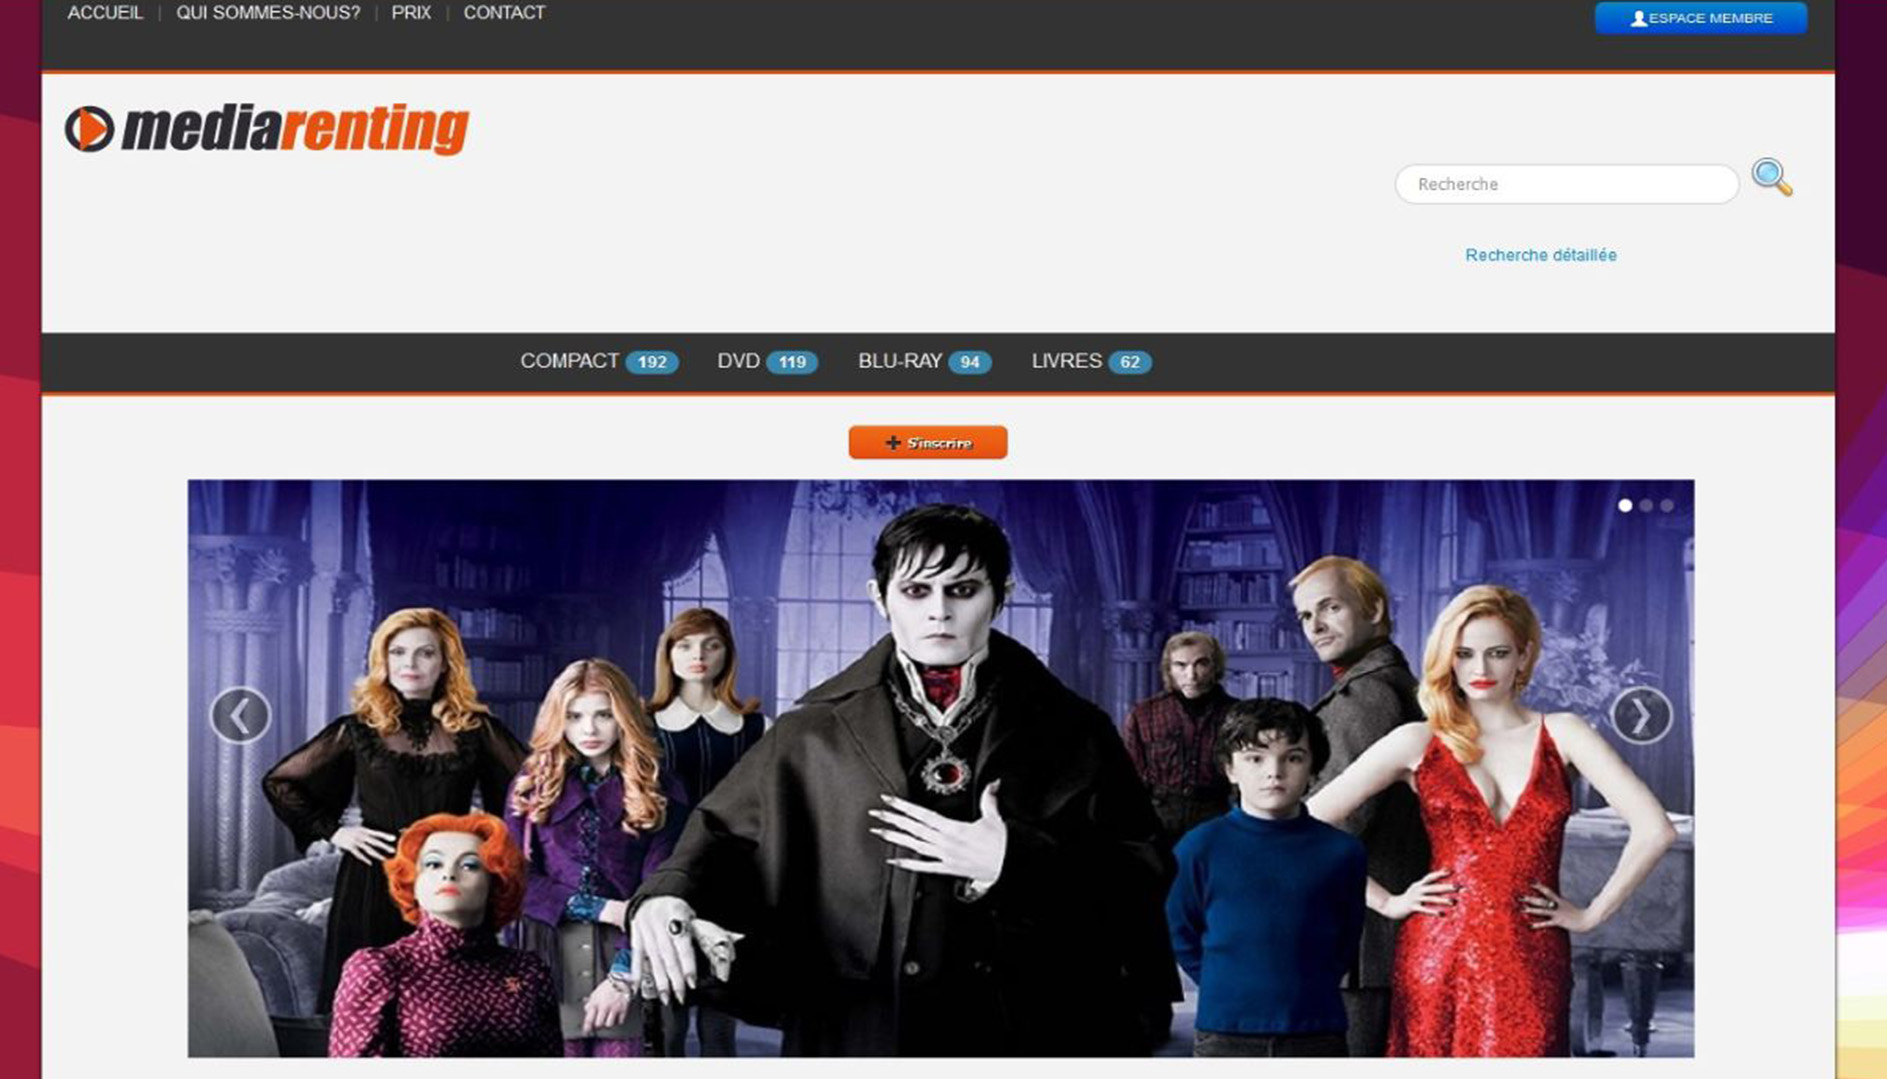 ACCUEIL | QUI SOMMES-NOUS? | PRIX | CONTACT
ESPACE MEMBRE
mediarenting
Recherche
Recherche détaillée
COMPACT 192 DVD 119 BLU-RAY 94 LIVRES 62
+ S'inscrire